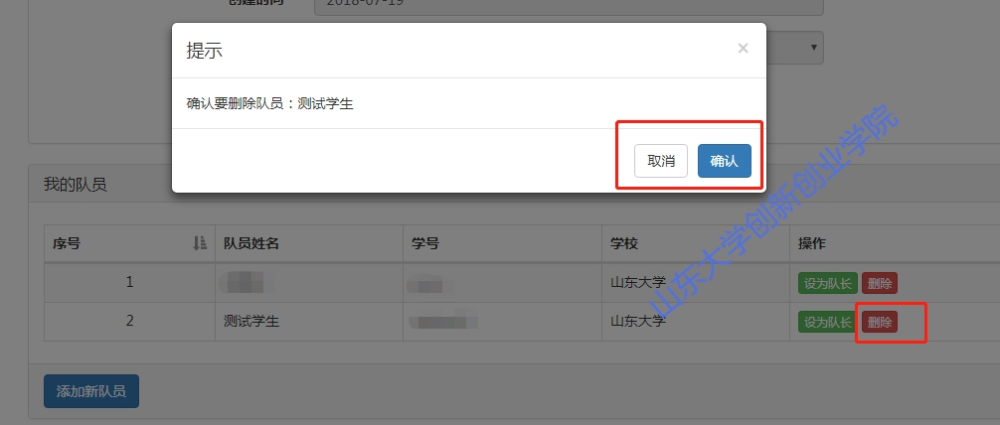 创建时间
2018-07-19
提示
×
确认要删除队员：测试学生
取消 确认
我的队员
序号 队员姓名 学号 学校 操作
1 山东大学 设为队长 删除
2 测试学生 山东大学 设为队长 删除
添加新队员
山东大学创新创业学院